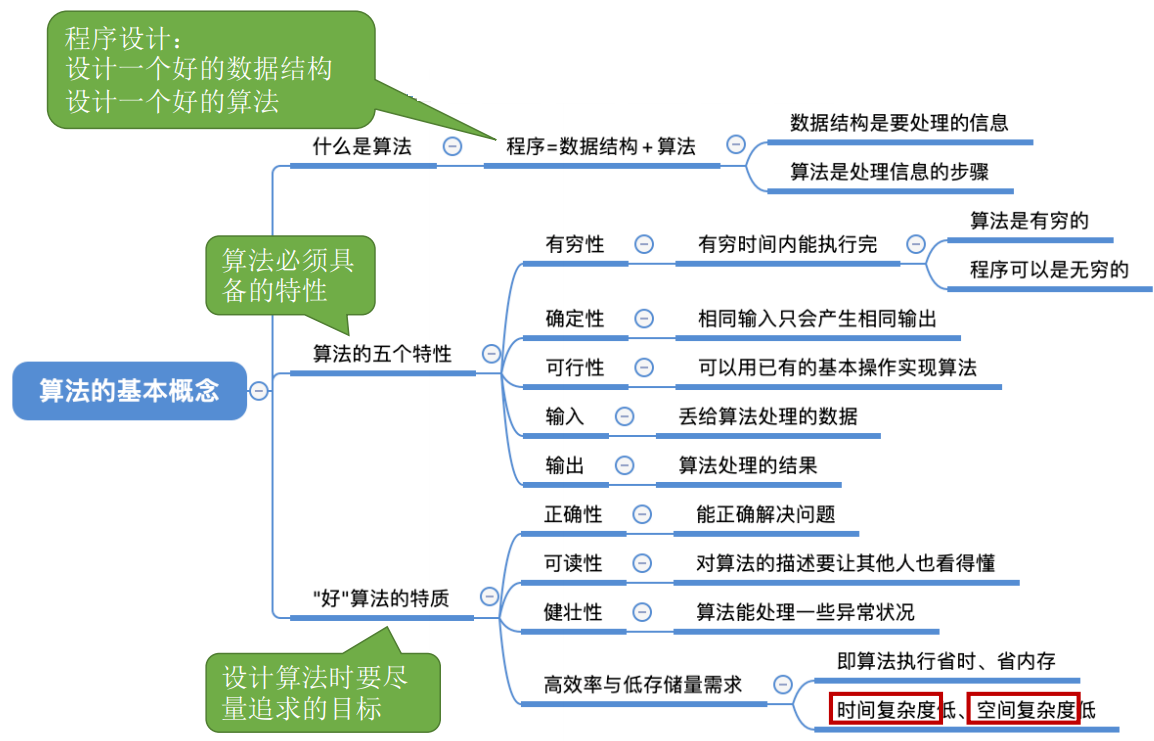 程序设计：
设计一个好的数据结构
设计一个好的算法
什么是算法
程序=数据结构+算法
数据结构是要处理的信息
算法是处理信息的步骤
算法必须具
备的特性
算法的五个特性
有穷性
有穷时间内能执行完
算法是有穷的
程序可以是无穷的
确定性
相同输入只会产生相同输出
可行性
可以用已有的基本操作实现算法
输入
丢给算法处理的数据
输出
算法处理的结果
算法的基本概念
"好"算法的特质
正确性
能正确解决问题
可读性
对算法的描述要让其他人也看得懂
健壮性
算法能处理一些异常状况
高效率与低存储量需求
即算法执行省时、省内存
时间复杂度低、空间复杂度低
设计算法时要尽
量追求的目标